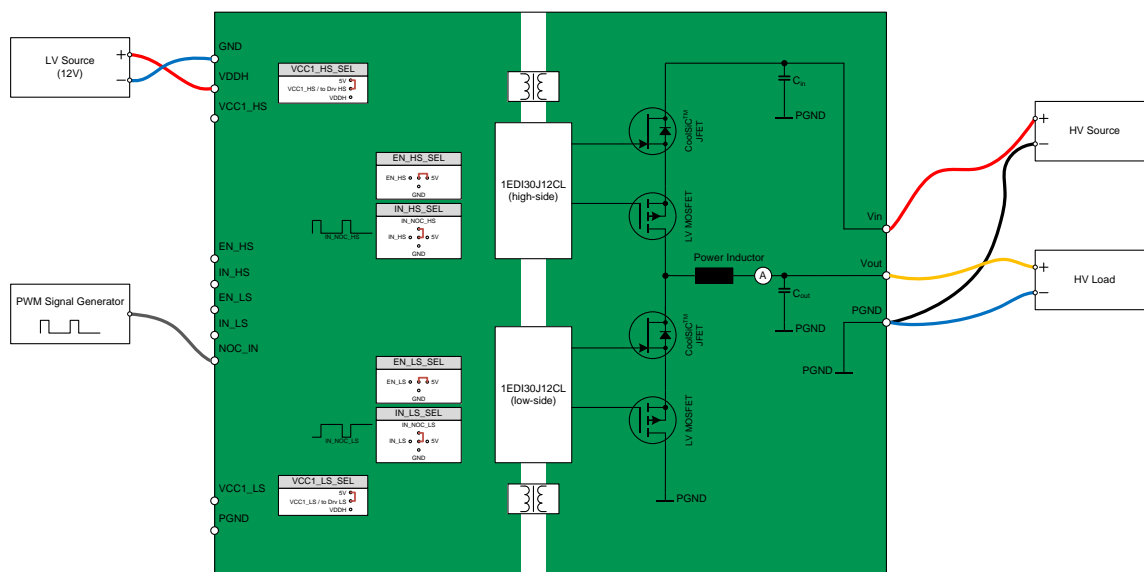 LV Source
(12V)
+
−
GND
VDDH
VCC1_HS
VCC1_HS_SEL
5V
VCC1_HS / to Drv HS
VDDH
EN_HS_SEL
EN_HS
5V
GND
IN_HS_SEL
IN_NOC_HS
IN_HS
5V
GND
IN_NOC_HS
EN_HS
IN_HS
EN_LS
IN_LS
NOC_IN
PWM Signal Generator
EN_LS_SEL
EN_LS
5V
GND
IN_LS_SEL
IN_NOC_LS
IN_LS
5V
GND
IN_NOC_LS
VCC1_LS_SEL
5V
VCC1_LS / to Drv LS
VDDH
VCC1_LS
PGND
1EDI30J12CL
(high-side)
1EDI30J12CL
(low-side)
CoolSiC™
JFET
LV MOSFET
Cin
PGND
Power Inductor
A
Cout
PGND
CoolSiC™
JFET
LV MOSFET
PGND
Vin
Vout
PGND
PGND
+
−
HV Source
+
−
HV Load